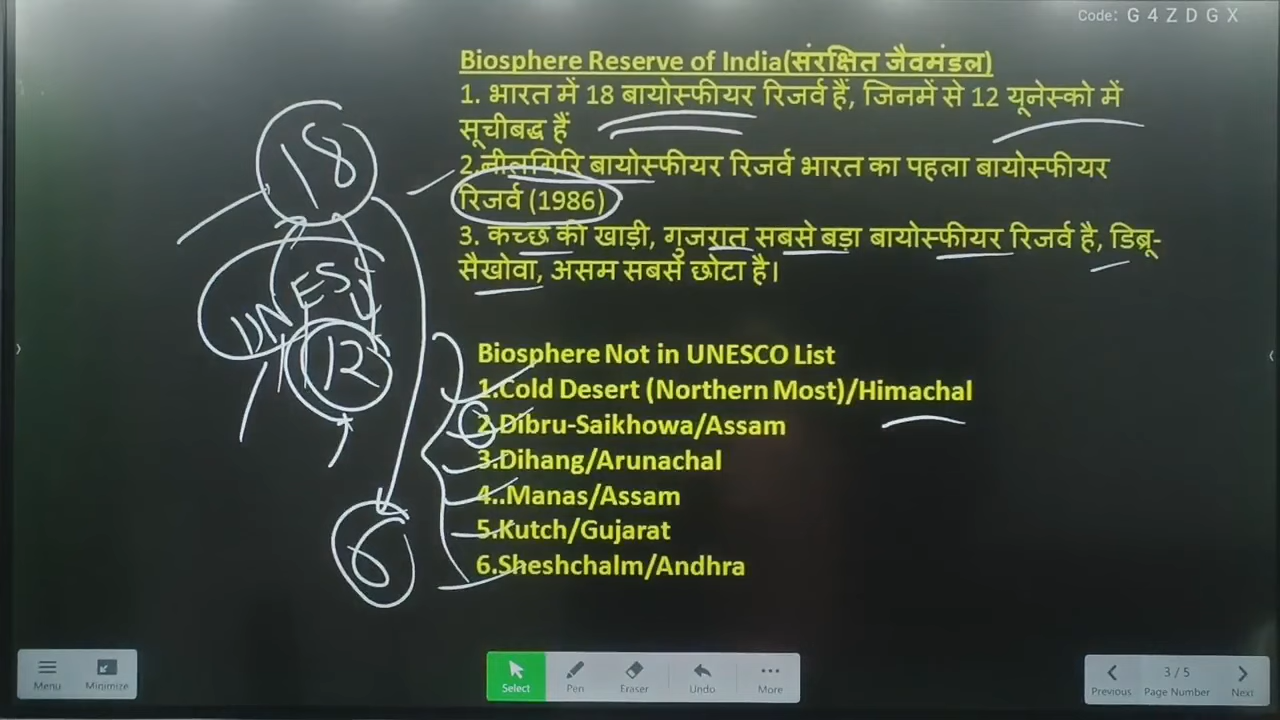 Code: G 4 Z D G X
Biosphere Reserve of India(संरक्षित जैवमंडल)
1. भारत में 18 बायोस्फीयर रिजर्व हैं, जिनमें से 12 यूनेस्को में
सूचीबद्ध हैं
2.नीलगिरि बायोस्फीयर रिजर्व भारत का पहला बायोस्फीयर
रिजर्व (1986)
3. कच्छ की खाड़ी, गुजरात सबसे बड़ा बायोस्फीयर रिजर्व है, डिब्रू-
सैखोवा, असम सबसे छोटा है।
18
12
6
Biosphere Not in UNESCO List
1.Cold Desert (Northern Most)/Himachal
2.Dibru-Saikhowa/Assam
3.Dihang/Arunachal
4..Manas/Assam
5.Kutch/Gujarat
6.Sheshchalm/Andhra
Menu
Minimize
Select
Pen
Eraser
Undo
More
Previous
3 / 5
Page Number
Next